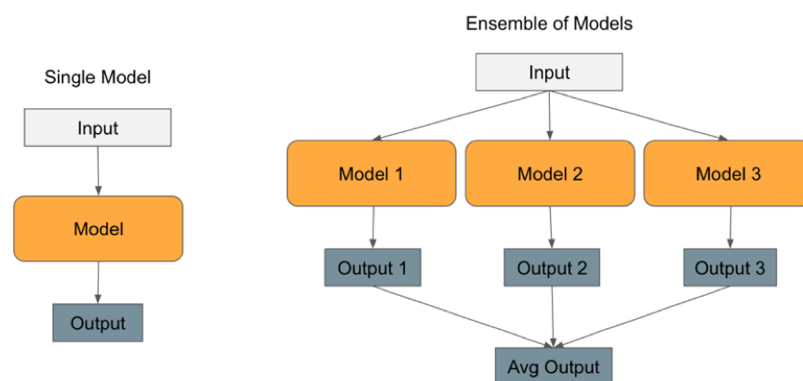 Single Model
Input
Model
Output
Ensemble of Models
Input
Model 1
Model 2
Model 3
Output 1
Output 2
Output 3
Avg Output